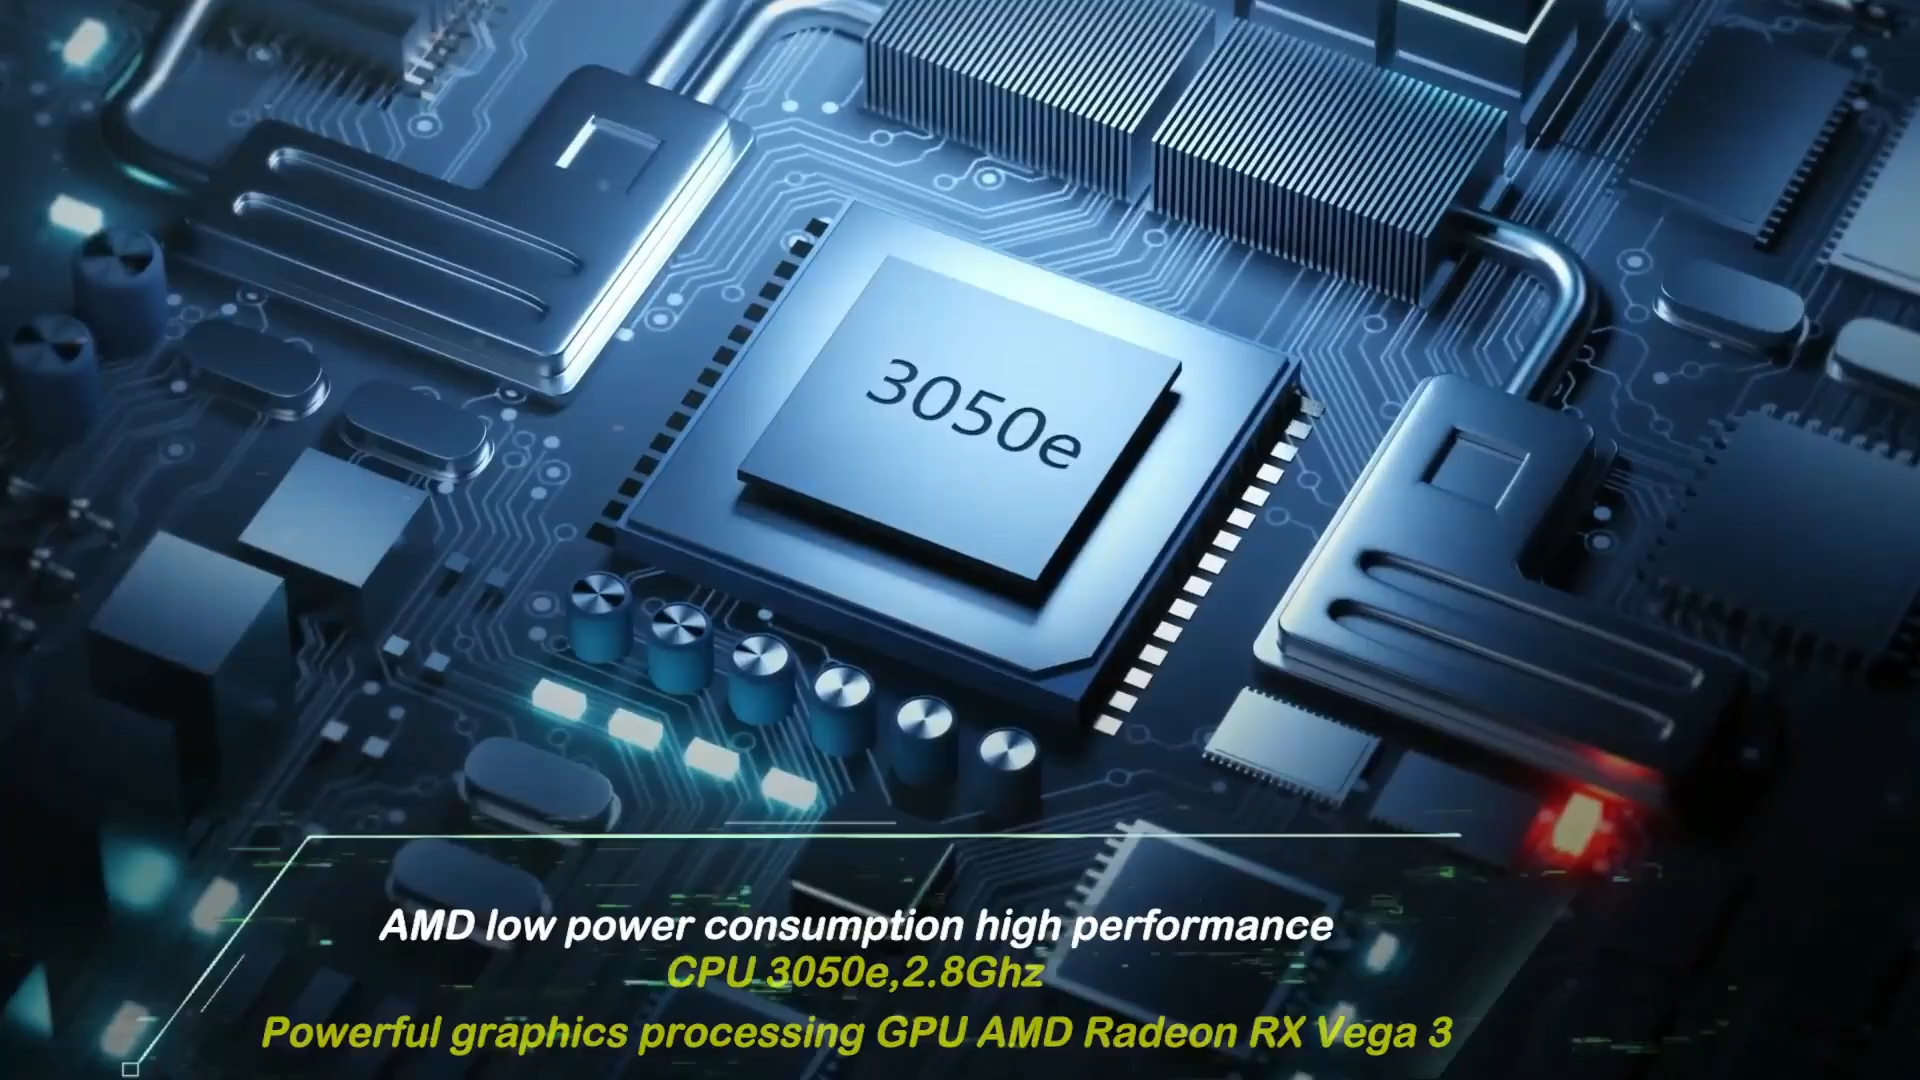 3050e
AMD low power consumption high performance
CPU 3050e,2.8Ghz
Powerful graphics processing GPU AMD Radeon RX Vega 3